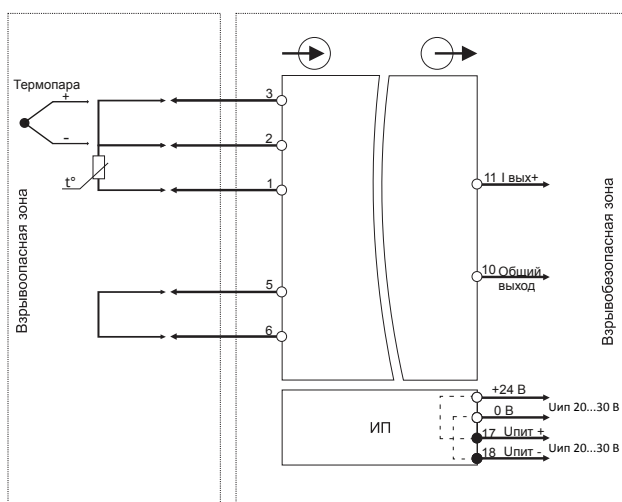 Термопара
+
-
t°
Взрывоопасная зона
3
2
1
5
6
11 I вых+
10 Общий
выход
Взрывобезопасная зона
ИП
+24 В
0 В
17 Uпит +
18 Uпит -
Uип 20...30 В
Uип 20...30 В